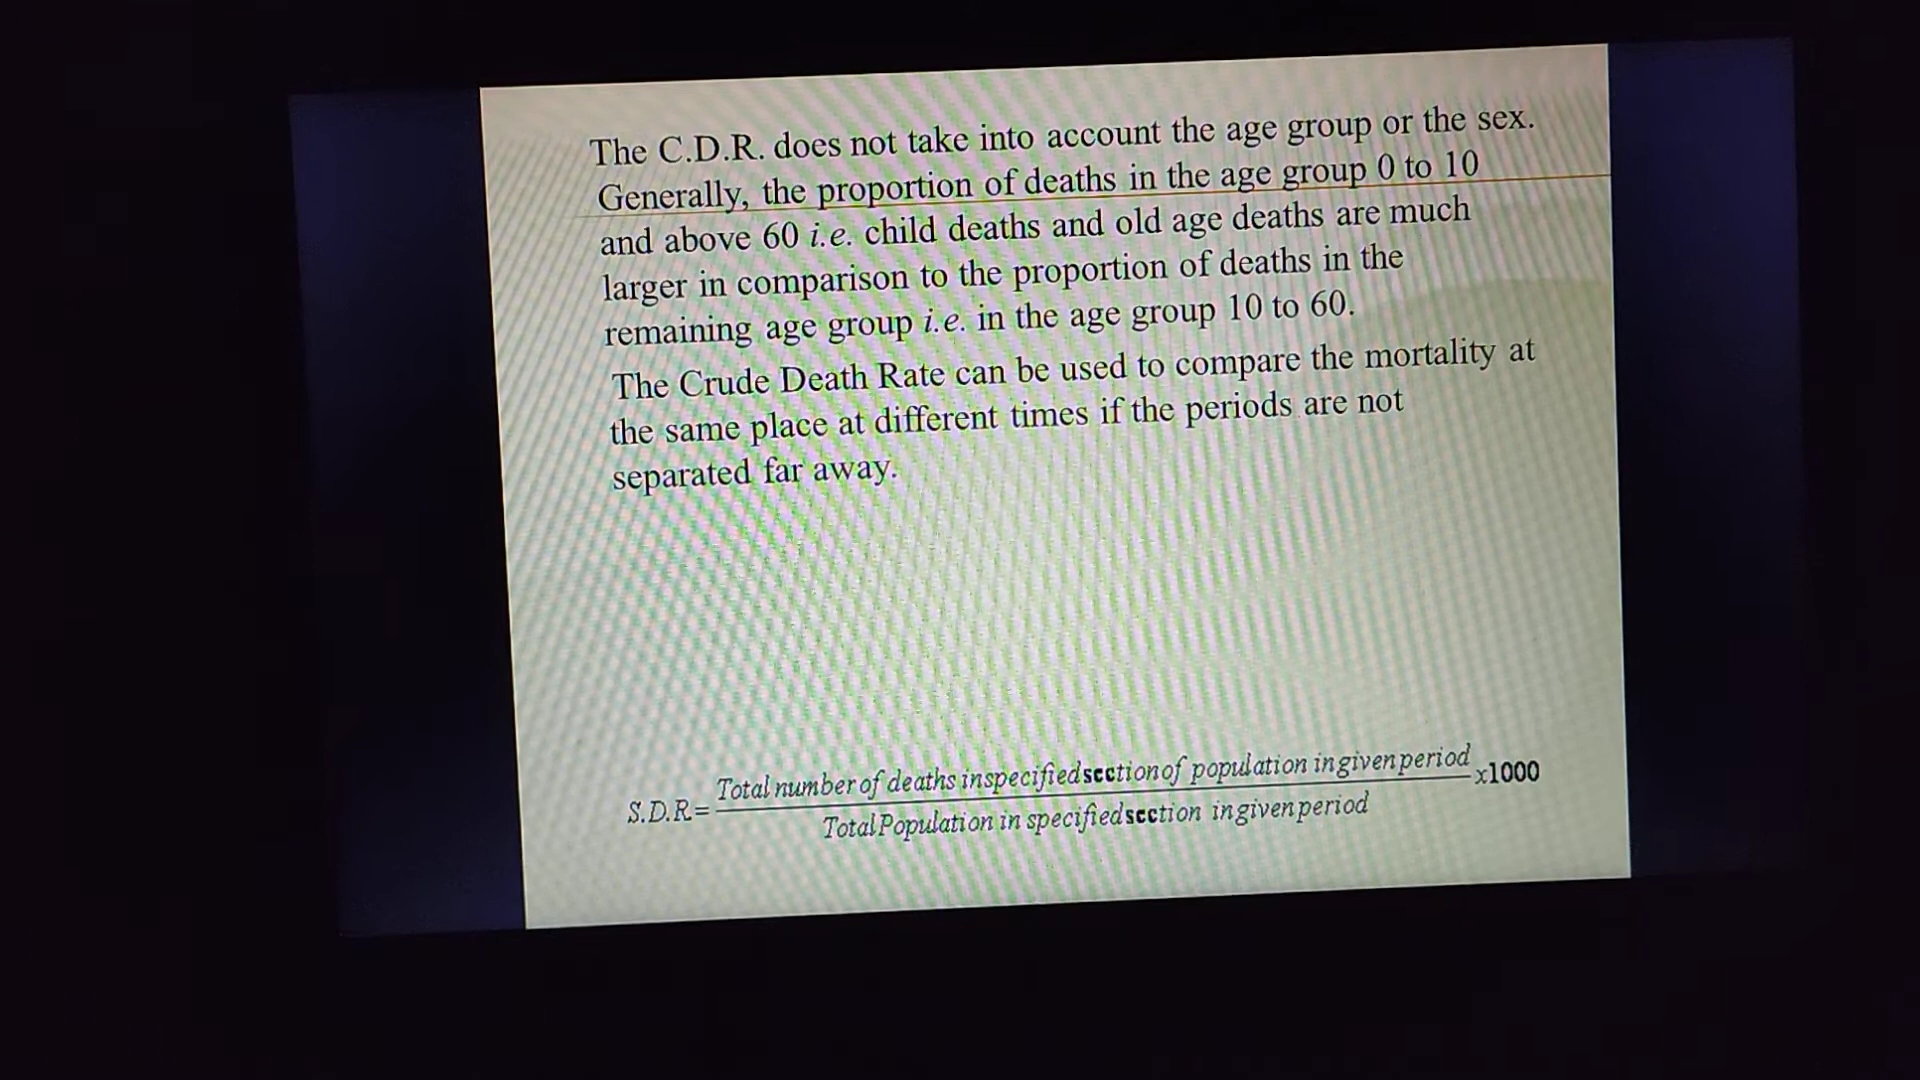 The C.D.R. does not take into account the age group or the sex.
Generally, the proportion of deaths in the age group 0 to 10
and above 60 i.e. child deaths and old age deaths are much
larger in comparison to the proportion of deaths in the
remaining age group i.e. in the age group 10 to 60.
The Crude Death Rate can be used to compare the mortality at
the same place at different times if the periods are not
separated far away.
S.D.R= Total number of deaths inspecifiedsection of population ingivenperiod x1000
TotalPopulation in specifiedsection ingivenperiod